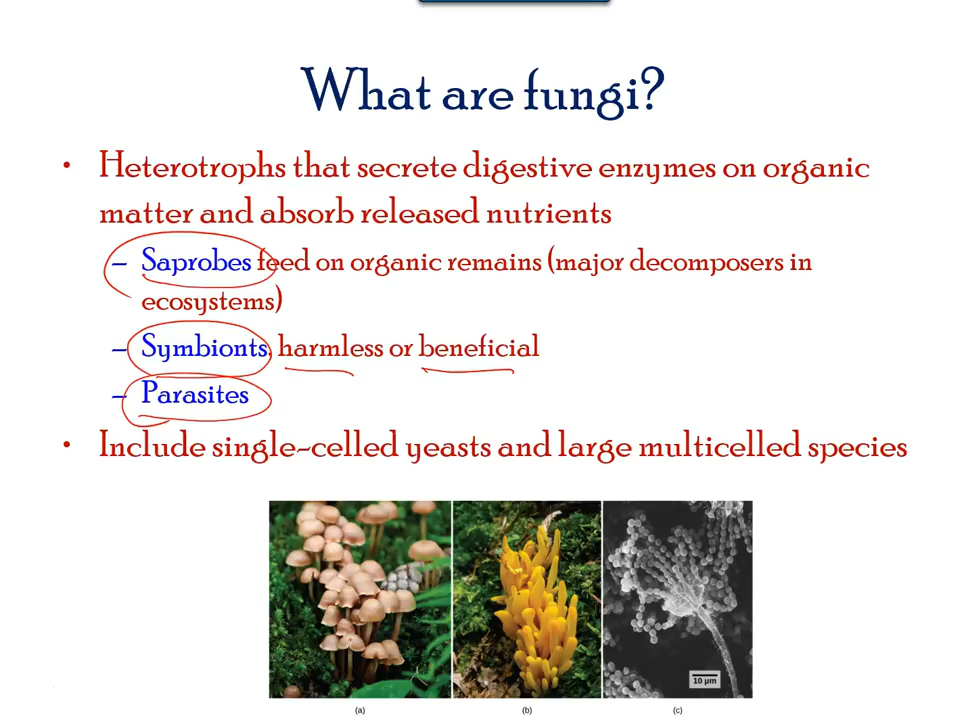 What are fungi?
• Heterotrophs that secrete digestive enzymes on organic
matter and absorb released nutrients
– Saprobes feed on organic remains (major decomposers in
ecosystems)
– Symbionts, harmless or beneficial
– Parasites
• Include single-celled yeasts and large multicelled species
10 µm
(a) (b) (c)